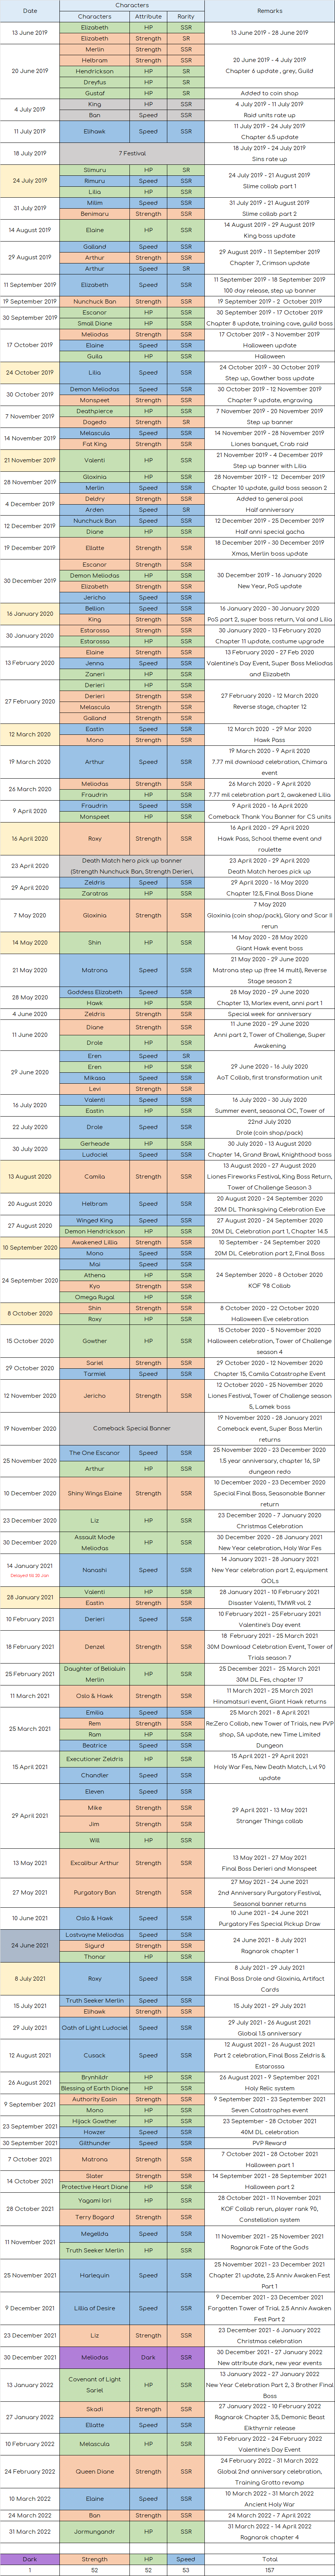 Date Characters Remarks
Characters Attribute Rarity
13 June 2019 Elizabeth HP SSR 13 June 2019 - 28 June 2019
Elizabeth Strength SR
20 June 2019 Merlin Strength SSR 20 June 2019 - 4 July 2019
Helbram Strength SSR Chapter 6 update , grey, Guild
Hendrickson HP SR
Dreyfus HP SR
Gustaf HP SR Added to coin shop
4 July 2019 King HP SSR 4 July 2019 - 11 July 2019
Ban Speed SSR Raid units rate up
11 July 2019 Elihawk Speed SSR 11 July 2019 - 24 July 2019
Chapter 6.5 update
18 July 2019 7 Festival 18 July 2019 - 24 July 2019
Sins rate up
24 July 2019 Slimuru HP SR 24 July 2019 - 21 August 2019
Rimuru Speed SSR Slime collab part 1
Lilia HP SSR
31 July 2019 Milim Speed SSR 31 July 2019 - 21 August 2019
Benimaru Strength SSR Slime collab part 2
14 August 2019 Elaine HP SSR 14 August 2019 - 29 August 2019
King boss update
29 August 2019 Galland Speed SSR 29 August 2019 - 11 September 2019
Arthur Strength SSR Chapter 7, Crimson update
Arthur Speed SR
11 September 2019 Elizabeth Speed SSR 11 September 2019 - 18 September 2019
100 day release, step up banner
19 September 2019 Nunchuck Ban Strength SSR 19 September 2019 - 2 October 2019
30 September 2019 Escanor HP SSR 30 September 2019 - 17 October 2019
Small Diane HP SSR Chapter 8 update, training cave, guild boss
17 October 2019 Meliodas Strength SSR 17 October 2019 - 3 November 2019
Elaine Speed SSR Halloween update
Guila HP SSR Halloween
24 October 2019 Lilia Speed SSR 24 October 2019 - 30 October 2019
Step up, Gowther boss update
30 October 2019 Demon Meliodas Speed SSR 30 October 2019 - 12 November 2019
Monspeet Strength SSR Chapter 9 update, engraving
7 November 2019 Deathpierce HP SSR 7 November 2019 - 20 November 2019
Dogedo Strength SR Step up banner
14 November 2019 Melascula Speed SSR 14 November 2019 - 28 November 2019
Fat King Strength SSR Liones banquet, Crab raid
21 November 2019 Valenti HP SSR 21 November 2019 - 4 December 2019
Step up banner with Lilia
28 November 2019 Gloxinia HP SSR 28 November 2019 - 12 December 2019
Merlin Speed SSR Chapter 10 update, guild boss season 2
4 December 2019 Deldry Strength SSR Added to general pool
Arden Speed SR Half anniversary
12 December 2019 Nunchuck Ban Speed SSR 12 December 2019 - 25 December 2019
Diane HP SSR Half anni special gacha
19 December 2019 Ellatte Strength SSR 18 December 2019 - 30 December 2019
Xmas, Merlin boss update
30 December 2019 Escanor Strength SSR 30 December 2019 - 16 January 2020
Demon Meliodas HP SSR New Year, PoS update
Elizabeth Strength SSR
Jericho Speed SSR
16 January 2020 Bellion Speed SSR 16 January 2020 - 30 January 2020
King Strength SSR PoS part 2, super boss return, Val and Lilia
30 January 2020 Estarossa Strength SSR 30 January 2020 - 13 February 2020
Estarossa HP SSR Chapter 11 update, costume upgrade
13 February 2020 Elaine Strength SSR 13 February 2020 - 27 Feb 2020
Jenna Speed SSR Valentine's Day Event, Super Boss Meliodas
Zaneri HP SSR and Elizabeth
27 February 2020 Derieri HP SSR 27 February 2020 - 12 March 2020
Derieri Strength SSR Reverse stage, chapter 12
Melascula Strength SSR
Galland Strength SSR
12 March 2020 Eastin Speed SSR 12 March 2020 - 29 Mar 2020
Mono Strength SSR Hawk Pass
19 March 2020 Arthur Speed SSR 19 March 2020 - 9 April 2020
7.77 mil download celebration, Chimara
event
26 March 2020 Meliodas Strength SSR 26 March 2020 - 9 April 2020
Fraudrin HP SSR 7.77 mil celebration part 2, awakened Lilia
9 April 2020 Fraudrin Speed SSR 9 April 2020 - 16 April 2020
Monspeet HP SSR Comeback Thank You Banner for CS units
16 April 2020 Roxy Strength SSR 16 April 2020 - 29 April 2020
Hawk Pass, School theme event and
roulette
23 April 2020 Death Match hero pick up banner 23 April 2020 - 29 April 2020
(Strength Nunchuck Ban, Strength Derieri, Death Match heroes pick up
29 April 2020 Zeldris Speed SSR 29 April 2020 - 16 May 2020
Zaratras HP SSR Chapter 12.5, Final Boss Diane
7 May 2020 Gloxinia Strength SSR 7 May 2020
Gloxinia (coin shop/pack), Glory and Scar II
rerun
14 May 2020 Shin HP SSR 14 May 2020 - 28 May 2020
Giant Hawk event boss
21 May 2020 Matrona Speed SSR 21 May 2020 - 29 June 2020
Matrona step up (free 14 multi), Reverse
Stage season 2
28 May 2020 Goddess Elizabeth Speed SSR 28 May 2020 - 29 June 2020
Hawk HP SSR Chapter 13, Marlex event, anni part 1
4 June 2020 Zeldris Strength SSR Special week for anniversary
11 June 2020 Diane Strength SSR 11 June 2020 - 29 June 2020
Drole HP SSR Anni part 2, Tower of Challenge, Super
Awakening
29 June 2020 Eren Speed SR 29 June 2020 - 16 July 2020
Eren HP SSR AoT Collab, first transformation unit
Mikasa Speed SSR
Levi Strength SSR
16 July 2020 Valenti Speed SSR 16 July 2020 - 30 July 2020
Eastin HP SSR Summer event, seasonal OC, Tower of
22 July 2020 Drole Speed SSR 22nd July 2020
Drole (coin shop/pack)
30 July 2020 Gerheade HP SSR 30 July 2020 - 13 August 2020
Ludociel Speed SSR Chapter 14, Grand Brawl, Knighthood boss
13 August 2020 Camila Strength SSR 13 August 2020 - 27 August 2020
Liones Fireworks Festival, King Boss Return,
Tower of Challenge Season 3
20 August 2020 Helbram Speed SSR 20 August 2020 - 24 September 2020
20M DL Thanksgiving Celebration Eve
27 August 2020 Winged King Speed SSR 27 August 2020 - 24 September 2020
Demon Hendrickson HP SSR 20M DL Celebration part 1, Chapter 14.5
10 September 2020 Awakened Lillia Strength SSR 10 September - 24 September 2020
Mono Speed SSR 20M DL Celebration part 2, Final Boss
24 September 2020 Mai Speed SSR 24 September 2020 - 8 October 2020
Athena HP SSR KOF '98 Collab
Kyo Strength SSR
Omega Rugal HP SSR
8 October 2020 Shin Strength SSR 8 October 2020 - 22 October 2020
Roxy HP SSR Halloween Eve celebration
15 October 2020 Gowther HP SSR 15 October 2020 - 5 November 2020
Halloween celebration, Tower of Challenge
season 4
29 October 2020 Sariel Strength SSR 29 October 2020 - 12 November 2020
Tarmiel Speed SSR Chapter 15, Camila Catastrophe Event
12 November 2020 Jericho Strength SSR 12 October 2020 - 25 November 2020
Liones Festival, Tower of Challenge season
5, Lamek boss
19 November 2020 Comeback Special Banner 19 November 2020 - 28 January 2021
Comeback event, Super Boss Merlin
returns
25 November 2020 The One Escanor Speed SSR 25 November 2020 - 23 December 2020
Arthur HP SSR 1.5 year anniversary, chapter 16, SP
dungeon redo
10 December 2020 Shiny Wings Elaine Strength SSR 10 December 2020 - 23 December 2020
Special Final Boss, Seasonable Banner
return
23 December 2020 Liz HP SSR 23 December 2020 - 7 January 2020
Christmas Celebration
30 December 2020 Assault Mode HP SSR 30 December 2020 - 28 January 2021
Meliodas New Year celebration, Holy War Fes
14 January 2021 Nanashi Speed SSR 14 January 2021 - 28 January 2021
Delayed to 20 Jan New Year celebration part 2, equipment
QOLs
28 January 2021 Valenti HP SSR 28 January 2021 - 10 February 2021
Eastin Strength SSR Disaster Valenti, TMWR vol 2
10 February 2021 Derieri Speed SSR 10 February 2021 - 25 February 2021
Valentine's Day event
18 February 2021 Denzel Strength SSR 18 February 2021 - 25 March 2021
30M Download Celebration Event, Tower of
Trials season 7
25 February 2021 Daughter of Belialuin HP SSR 25 December 2021 - 25 March 2021
Merlin 30M DL Fes, chapter 17
11 March 2021 Oslo & Hawk Strength SSR 11 March 2021 - 25 March 2021
Hinamatsuri event, Giant Hawk returns
25 March 2021 Emilia Speed SSR 25 March 2021 - 8 April 2021
Rem Strength SSR Re:Zero Collab, new Tower of Trials, new PVP
Ram HP SSR shop, SA update, new Time Limited
Beatrice Speed SSR Dungeon
15 April 2021 Executioner Zeldris HP SSR 15 April 2021 - 29 April 2021
Chandler Speed SSR Holy War Fes, New Death Match, Lvl 90
update
29 April 2021 Eleven Speed SSR 29 April 2021 - 13 May 2021
Mike Strength SSR Stranger Things collab
Jim Strength SSR
Will HP SSR
13 May 2021 Excalibur Arthur Strength SSR 13 May 2021 - 27 May 2021
Final Boss Derieri and Monspeet
27 May 2021 Purgatory Ban Strength SSR 27 May 2021 - 24 June 2021
2nd Anniversary Purgatory Festival,
Seasonal banner returns
10 June 2021 Oslo & Hawk Speed SSR 10 June 2021 - 24 June 2021
Purgatory Fes Special Pickup Draw
24 June 2021 Lostvayne Meliodas Speed SSR 24 June 2021 - 8 July 2021
Sigurd Strength SSR Ragnarok chapter 1
Thonar HP SSR
8 July 2021 Roxy Speed SSR 8 July 2021 - 29 July 2021
Final Boss Drole and Gloxinia, Artifact
Cards
15 July 2021 Truth Seeker Merlin Speed SSR 15 July 2021 - 29 July 2021
Elihawk Strength SSR
29 July 2021 Oath of Light Ludociel Speed SSR 29 July 2021 - 26 August 2021
Global 1.5 anniversary
12 August 2021 Cusack Speed SSR 12 August 2021 - 26 August 2021
Part 2 celebration, Final Boss Zeldris &
Estarossa
26 August 2021 Brynhildr HP SSR 26 August 2021 - 9 September 2021
Blessing of Earth Diane HP SSR Holy Relic system
9 September 2021 Authority Easin Strength SSR 9 September 2021 - 23 September 2021
Mono HP SSR Seven Catastrophes event
23 September 2021 Hijack Gowther HP SSR 23 September - 28 October 2021
Howzer Speed SSR 40M DL celebration
30 September 2021 Gilthunder Speed SSR PVP Reward
7 October 2021 Matrona Strength SSR 7 October 2021 - 28 October 2021
Halloween part 1
14 October 2021 Slater Strength SSR 14 September 2021 - 28 September 2021
Protective Heart Diane HP SSR Halloween part 2
28 October 2021 Yagami Iori HP SSR 28 October 2021 - 11 November 2021
Terry Bogard Strength SSR KOF Collab rerun, player rank 90,
Constellation system
11 November 2021 Megellda Speed SSR 11 November 2021 - 25 November 2021
Truth Seeker Merlin HP SSR Ragnarok Fate of the Gods
25 November 2021 Harlequin Speed SSR 25 November 2021 - 23 December 2021
Chapter 21 update, 2.5 Anniv Awaken Fest
Part 1
9 December 2021 Lillia of Desire Speed SSR 9 December 2021 - 23 December 2021
Forgotten Tower of Trial, 2.5 Anniv Awaken
Fest Part 2
23 December 2021 Liz Strength SSR 23 December 2021 - 6 January 2022
Christmas celebration
30 December 2021 Meliodas Dark SSR 30 December 2021 - 27 January 2022
New attribute dark, new year events
13 January 2022 Covenant of Light HP SSR 13 January 2022 - 27 January 2022
Sariel New Year Celebration Part 2, 3 Brother Final
Boss
27 January 2022 Skadi Strength SSR 27 January 2022 - 10 February 2022
Ellatte Speed SSR Ragnarok Chapter 3.5, Demonic Beast
Eikthyrnir release
10 February 2022 Melascula HP SSR 10 February 2022 - 24 February 2022
Valentine's Day Event
24 February 2022 Queen Diane Strength SSR 24 February 2022 - 31 March 2022
Global 2nd anniversary celebration,
Training Grotto revamp
10 March 2022 Elaine Speed SSR 10 March 2022 - 31 March 2022
Ancient Holy War
24 March 2022 Ban Strength SSR 24 March 2022 - 7 April 2022
31 March 2022 Jormungandr HP SSR 31 March 2022 - 14 April 2022
Ragnarok chapter 4
Dark Strength HP Speed Total
1 52 52 53 157